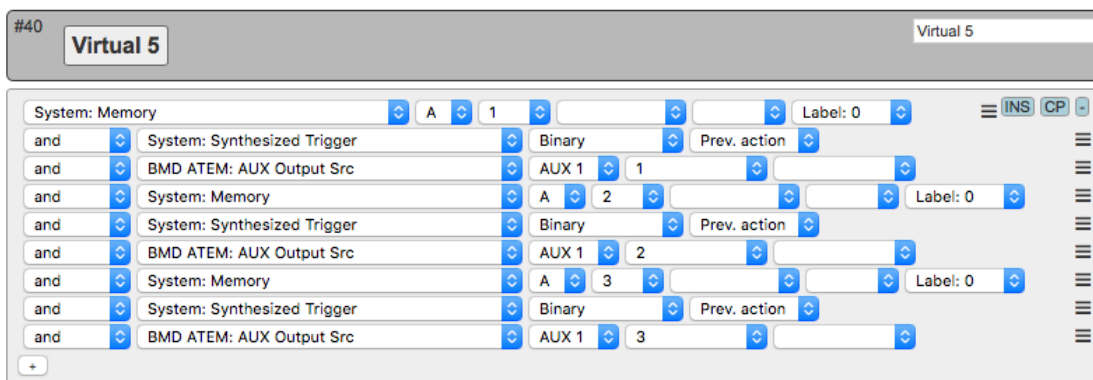 #40 Virtual 5 Virtual 5
System: Memory A 1 Label: 0 INS CP -
and System: Synthesized Trigger Binary Prev. action
and BMD ATEM: AUX Output Src AUX 1 1
and System: Memory A 2 Label: 0
and System: Synthesized Trigger Binary Prev. action
and BMD ATEM: AUX Output Src AUX 1 2
and System: Memory A 3 Label: 0
and System: Synthesized Trigger Binary Prev. action
and BMD ATEM: AUX Output Src AUX 1 3
+